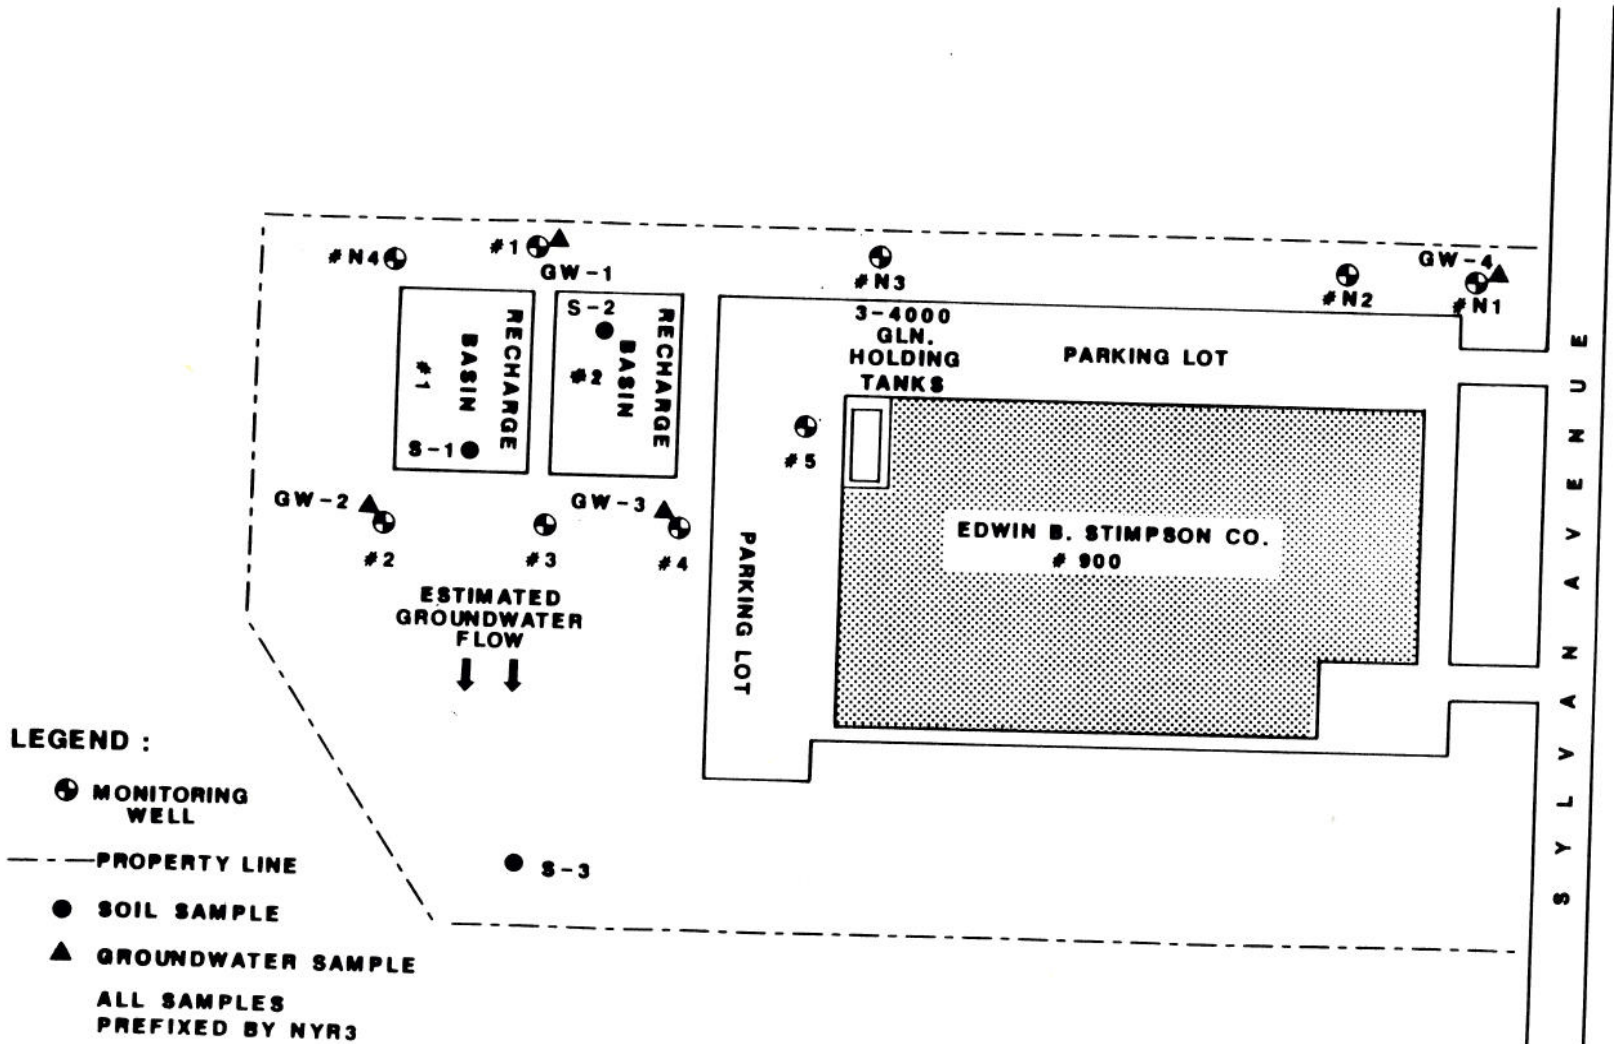 #N4
#1
GW-1
#N3
#N2
GW-4
#N1
RECHARGE
BASIN
#1
S-1
S-2
RECHARGE
BASIN
#2
3-4000
GLN.
HOLDING
TANKS
PARKING LOT
#5
GW-2
#2
#3
GW-3
#4
EDWIN B. STIMPSON CO.
# 900
PARKING LOT
SYLVAN AVENUE
ESTIMATED
GROUNDWATER
FLOW
S-3
LEGEND :
MONITORING
WELL
PROPERTY LINE
SOIL SAMPLE
GROUNDWATER SAMPLE
ALL SAMPLES
PREFIXED BY NYR3